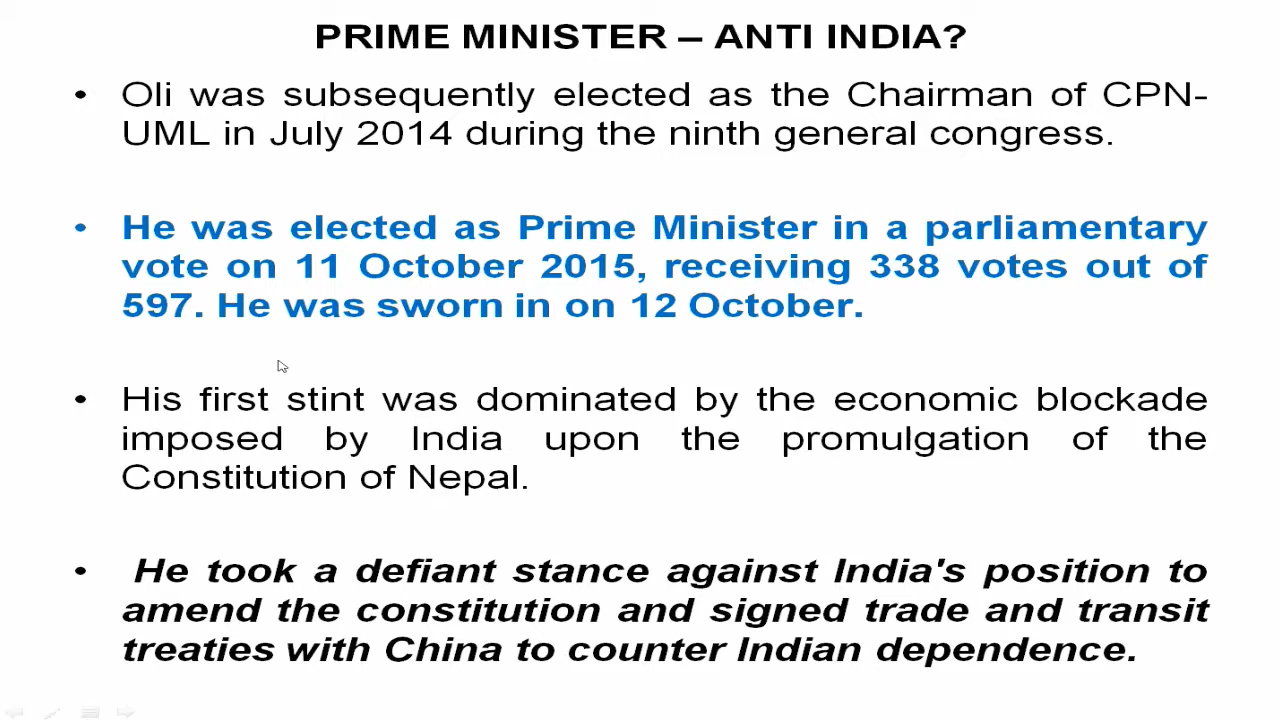 PRIME MINISTER – ANTI INDIA?
• Oli was subsequently elected as the Chairman of CPN-
UML in July 2014 during the ninth general congress.
• He was elected as Prime Minister in a parliamentary
vote on 11 October 2015, receiving 338 votes out of
597. He was sworn in on 12 October.
• His first stint was dominated by the economic blockade
imposed by India upon the promulgation of the
Constitution of Nepal.
• He took a defiant stance against India's position to
amend the constitution and signed trade and transit
treaties with China to counter Indian dependence.